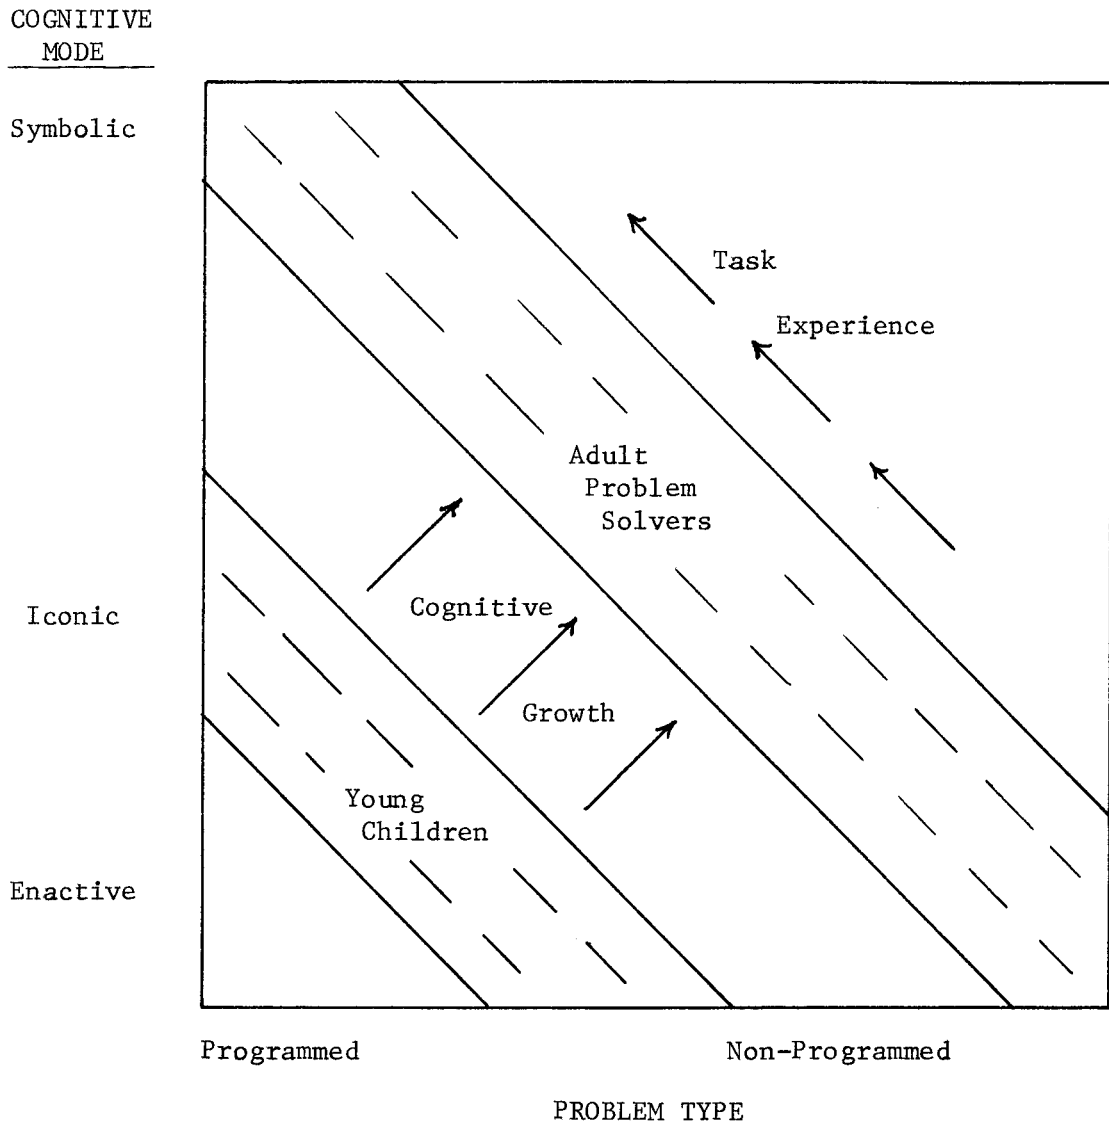 COGNITIVE
MODE
Symbolic
Task
Experience
Adult
Problem
Solvers
Cognitive
Iconic
Growth
Young
Children
Enactive
Programmed
Non-Programmed
PROBLEM TYPE